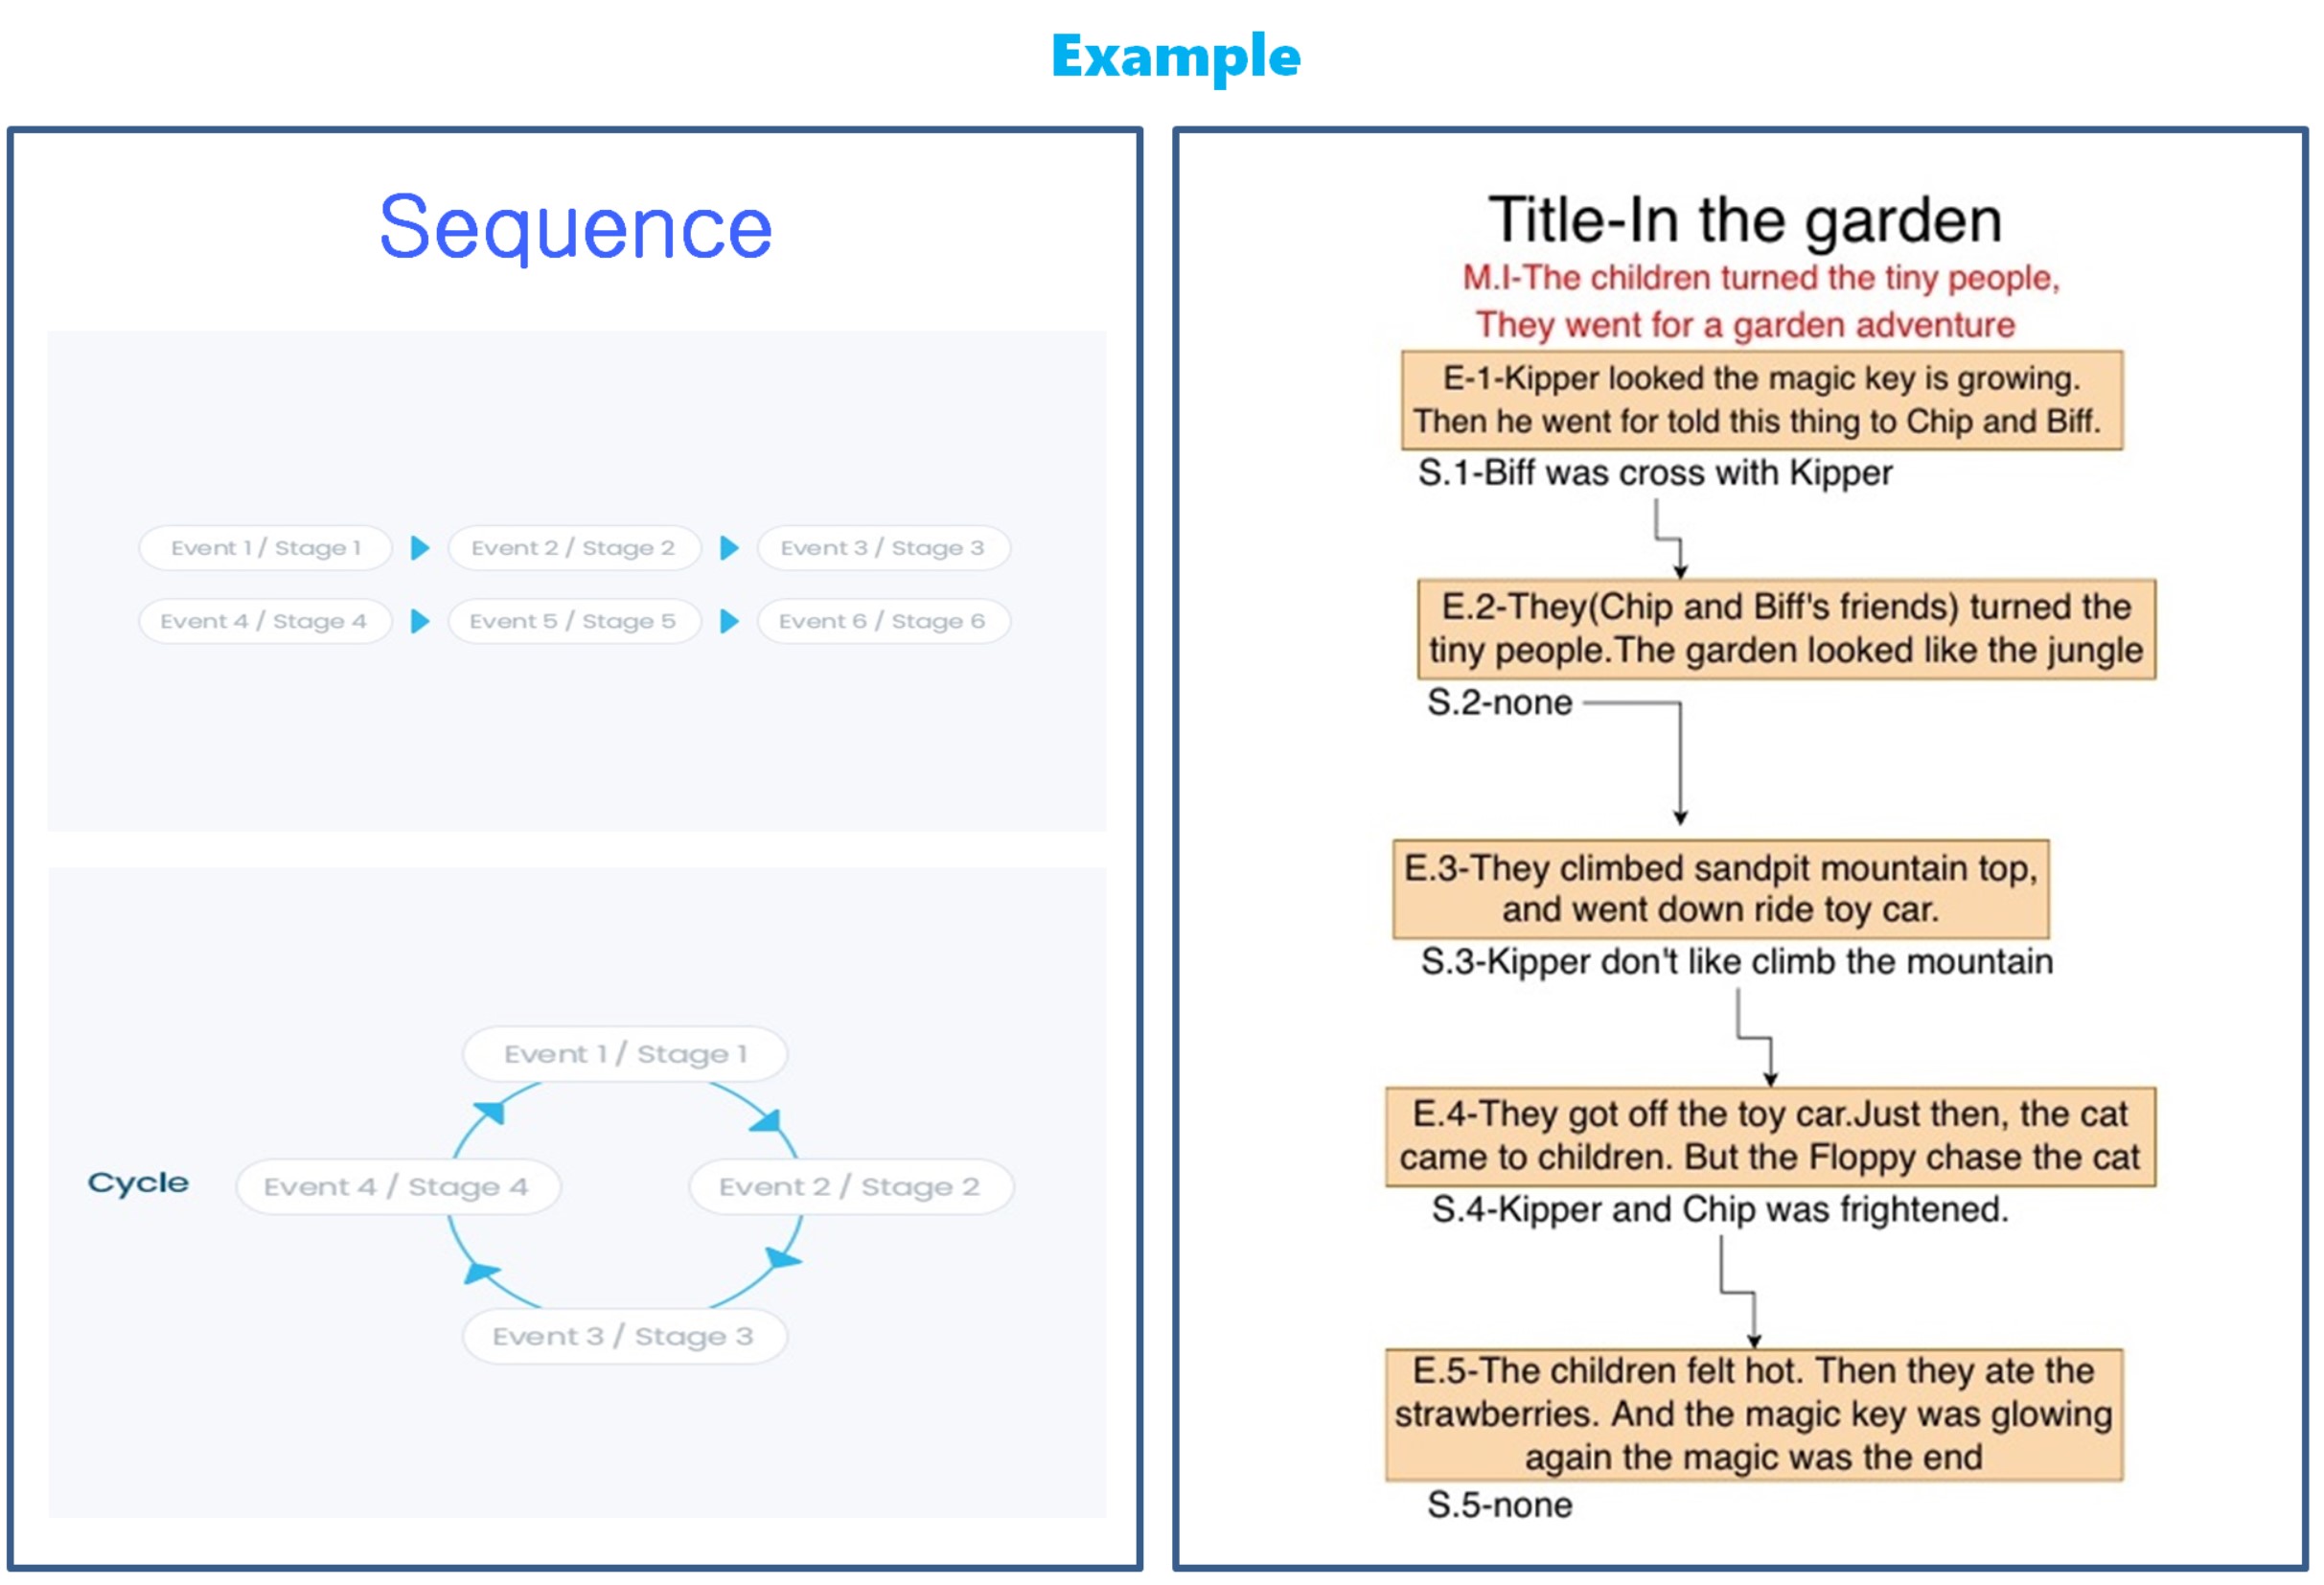 Example
Sequence
Event 1 / Stage 1
Event 2 / Stage 2
Event 3 / Stage 3
Event 4 / Stage 4
Event 5 / Stage 5
Event 6 / Stage 6
Event 1 / Stage 1
Cycle
Event 4 / Stage 4
Event 2 / Stage 2
Event 3 / Stage 3
Title-In the garden
M.I-The children turned the tiny people,
They went for a garden adventure
E-1-Kipper looked the magic key is growing.
Then he went for told this thing to Chip and Biff.
S.1-Biff was cross with Kipper
E.2-They(Chip and Biff's friends) turned the
tiny people.The garden looked like the jungle
S.2-none
E.3-They climbed sandpit mountain top,
and went down ride toy car.
S.3-Kipper don't like climb the mountain
E.4-They got off the toy car.Just then, the cat
came to children. But the Floppy chase the cat
S.4-Kipper and Chip was frightened.
E.5-The children felt hot. Then they ate the
strawberries. And the magic key was glowing
again the magic was the end
S.5-none